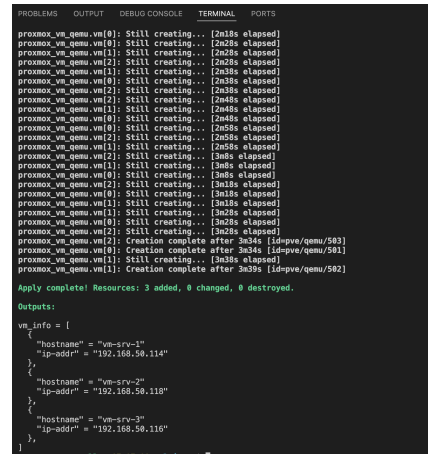 PROBLEMS OUTPUT DEBUG CONSOLE TERMINAL PORTS
proxmox_vm_qemu.vm[0]: Still creating... [2m18s elapsed]
proxmox_vm_qemu.vm[0]: Still creating... [2m28s elapsed]
proxmox_vm_qemu.vm[1]: Still creating... [2m28s elapsed]
proxmox_vm_qemu.vm[2]: Still creating... [2m28s elapsed]
proxmox_vm_qemu.vm[1]: Still creating... [2m38s elapsed]
proxmox_vm_qemu.vm[0]: Still creating... [2m38s elapsed]
proxmox_vm_qemu.vm[2]: Still creating... [2m38s elapsed]
proxmox_vm_qemu.vm[2]: Still creating... [2m48s elapsed]
proxmox_vm_qemu.vm[1]: Still creating... [2m48s elapsed]
proxmox_vm_qemu.vm[0]: Still creating... [2m48s elapsed]
proxmox_vm_qemu.vm[0]: Still creating... [2m58s elapsed]
proxmox_vm_qemu.vm[2]: Still creating... [2m58s elapsed]
proxmox_vm_qemu.vm[1]: Still creating... [2m58s elapsed]
proxmox_vm_qemu.vm[2]: Still creating... [3m8s elapsed]
proxmox_vm_qemu.vm[1]: Still creating... [3m8s elapsed]
proxmox_vm_qemu.vm[0]: Still creating... [3m8s elapsed]
proxmox_vm_qemu.vm[2]: Still creating... [3m18s elapsed]
proxmox_vm_qemu.vm[0]: Still creating... [3m18s elapsed]
proxmox_vm_qemu.vm[1]: Still creating... [3m18s elapsed]
proxmox_vm_qemu.vm[1]: Still creating... [3m28s elapsed]
proxmox_vm_qemu.vm[0]: Still creating... [3m28s elapsed]
proxmox_vm_qemu.vm[2]: Still creating... [3m28s elapsed]
proxmox_vm_qemu.vm[2]: Creation complete after 3m34s [id=pve/qemu/503]
proxmox_vm_qemu.vm[0]: Creation complete after 3m34s [id=pve/qemu/501]
proxmox_vm_qemu.vm[1]: Still creating... [3m38s elapsed]
proxmox_vm_qemu.vm[1]: Creation complete after 3m39s [id=pve/qemu/502]
Apply complete! Resources: 3 added, 0 changed, 0 destroyed.
Outputs:
vm_info = [
{
"hostname" = "vm-srv-1"
"ip-addr" = "192.168.50.114"
},
{
"hostname" = "vm-srv-2"
"ip-addr" = "192.168.50.118"
},
{
"hostname" = "vm-srv-3"
"ip-addr" = "192.168.50.116"
},
]